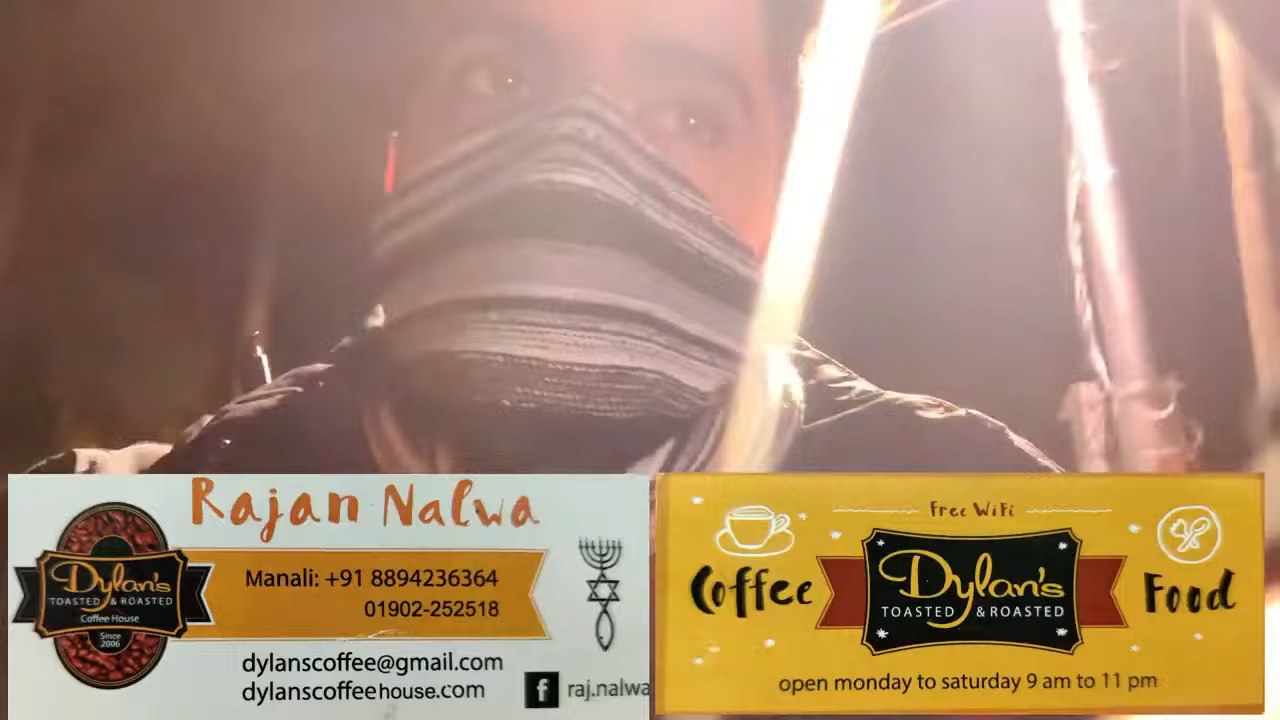 Rajan Nalwa
Dylan's
TOASTED & ROASTED
Coffee House
Since
2006
Manali: +91 8894236364
01902-252518
dylanscoffee@gmail.com
dylanscoffeehouse.com
f raj.nalwa
Free WiFi
Coffee
Dylan's
TOASTED & ROASTED
Food
open monday to saturday 9 am to 11 pm